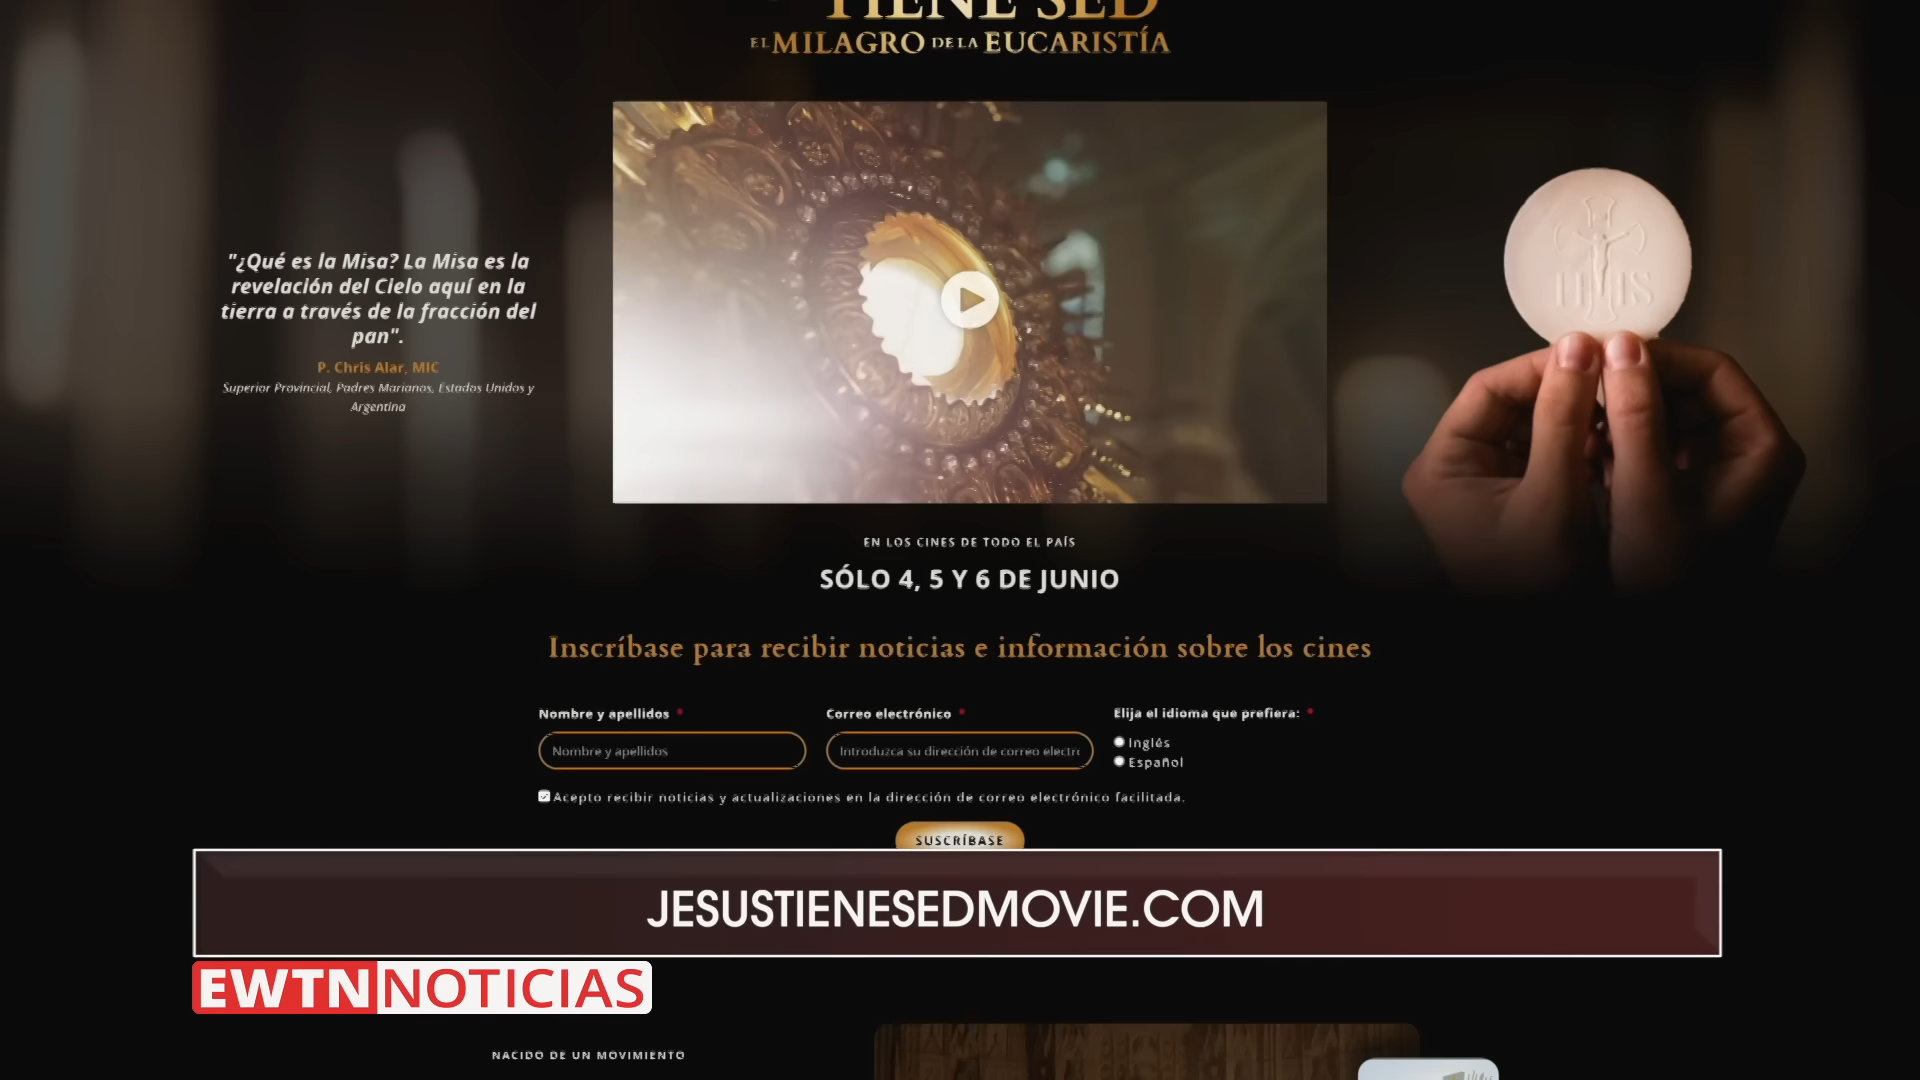 TIENE SED
EL MILAGRO DE LA EUCARISTÍA
"¿Qué es la Misa? La Misa es la
revelación del Cielo aquí en la
tierra a través de la fracción del
pan".
P. Chris Alar, MIC
Superior Provincial, Padres Marianos, Estados Unidos y
Argentina
IHS
EN LOS CINES DE TODO EL PAÍS
SÓLO 4, 5 Y 6 DE JUNIO
Inscríbase para recibir noticias e información sobre los cines
Nombre y apellidos *
Correo electrónico *
Elija el idioma que prefiera: *
Nombre y apellidos
Introduzca su dirección de correo electr
Inglés
Español
Acepto recibir noticias y actualizaciones en la dirección de correo electrónico facilitada.
SUSCRÍBASE
JESUSTIENESEDMOVIE.COM
EWTN NOTICIAS
NACIDO DE UN MOVIMIENTO